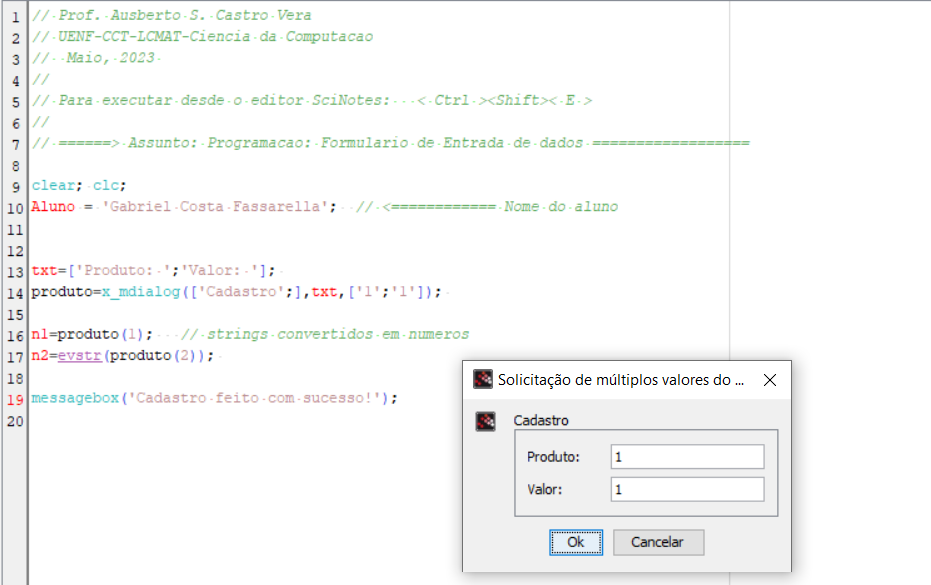 1 // Prof. Ausberto S. Castro Vera
2 // UENF-CCT-LCMAT-Ciencia da Computacao
3 // Maio, 2023
4 //
5 // Para executar desde o editor SciNotes: < Ctrl ><Shift>< E >
6 //
7 // ======> Assunto: Programacao: Formulario de Entrada de dados ==================
8
9 clear; clc;
10 Aluno = 'Gabriel Costa Fassarella'; // <============ Nome do aluno
11
12
13 txt=['Produto: ';'Valor: '];
14 produto=x_mdialog(['Cadastro';],txt,['1';'1']);
15
16 n1=produto(1); // strings convertidos em numeros
17 n2=evstr(produto(2));
18
19 messagebox('Cadastro feito com sucesso!');
20
Solicitação de múltiplos valores do ...
Cadastro
Produto: 1
Valor: 1
Ok Cancelar